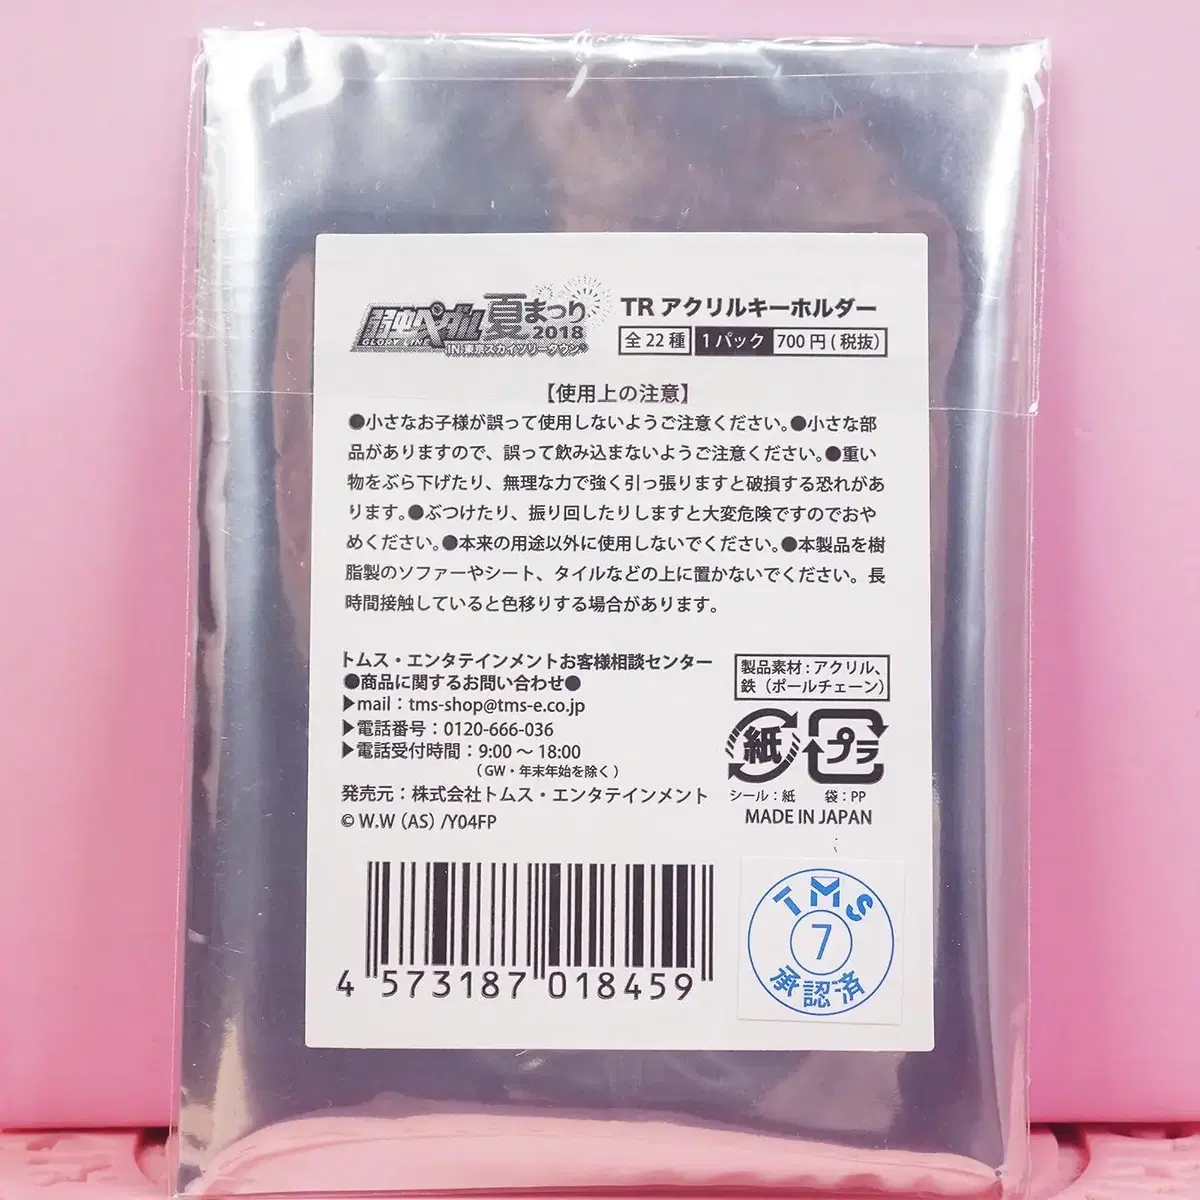 弱虫ペダル
GLORY LINE
夏まつり
2018
IN 東京スカイツリータウン®
TR アクリルキーホルダー
全22種 1パック 700円(税抜)
【使用上の注意】
●小さなお子様が誤って使用しないようご注意ください。●小さな部
品がありますので、誤って飲み込まないようご注意ください。●重い
物をぶら下げたり、無理な力で強く引っ張りますと破損する恐れがあ
ります。●ぶつけたり、振り回したりしますと大変危険ですのでおや
めください。●本来の用途以外に使用しないでください。●本製品を樹
脂製のソファーやシート、タイルなどの上に置かないでください。長
時間接触していると色移りする場合があります。
トムス・エンタテインメントお客様相談センター
●商品に関するお問い合わせ●
▶mail:tms-shop@tms-e.co.jp
▶電話番号:0120-666-036
▶電話受付時間:9:00～18:00
(GW・年末年始を除く)
発売元:株式会社トムス・エンタテインメント
© W.W (AS) /Y04FP
製品素材:アクリル、
鉄(ボールチェーン)
紙 プラ
シール:紙 袋:PP
MADE IN JAPAN
4 573187 018459
TMS
7
承認済